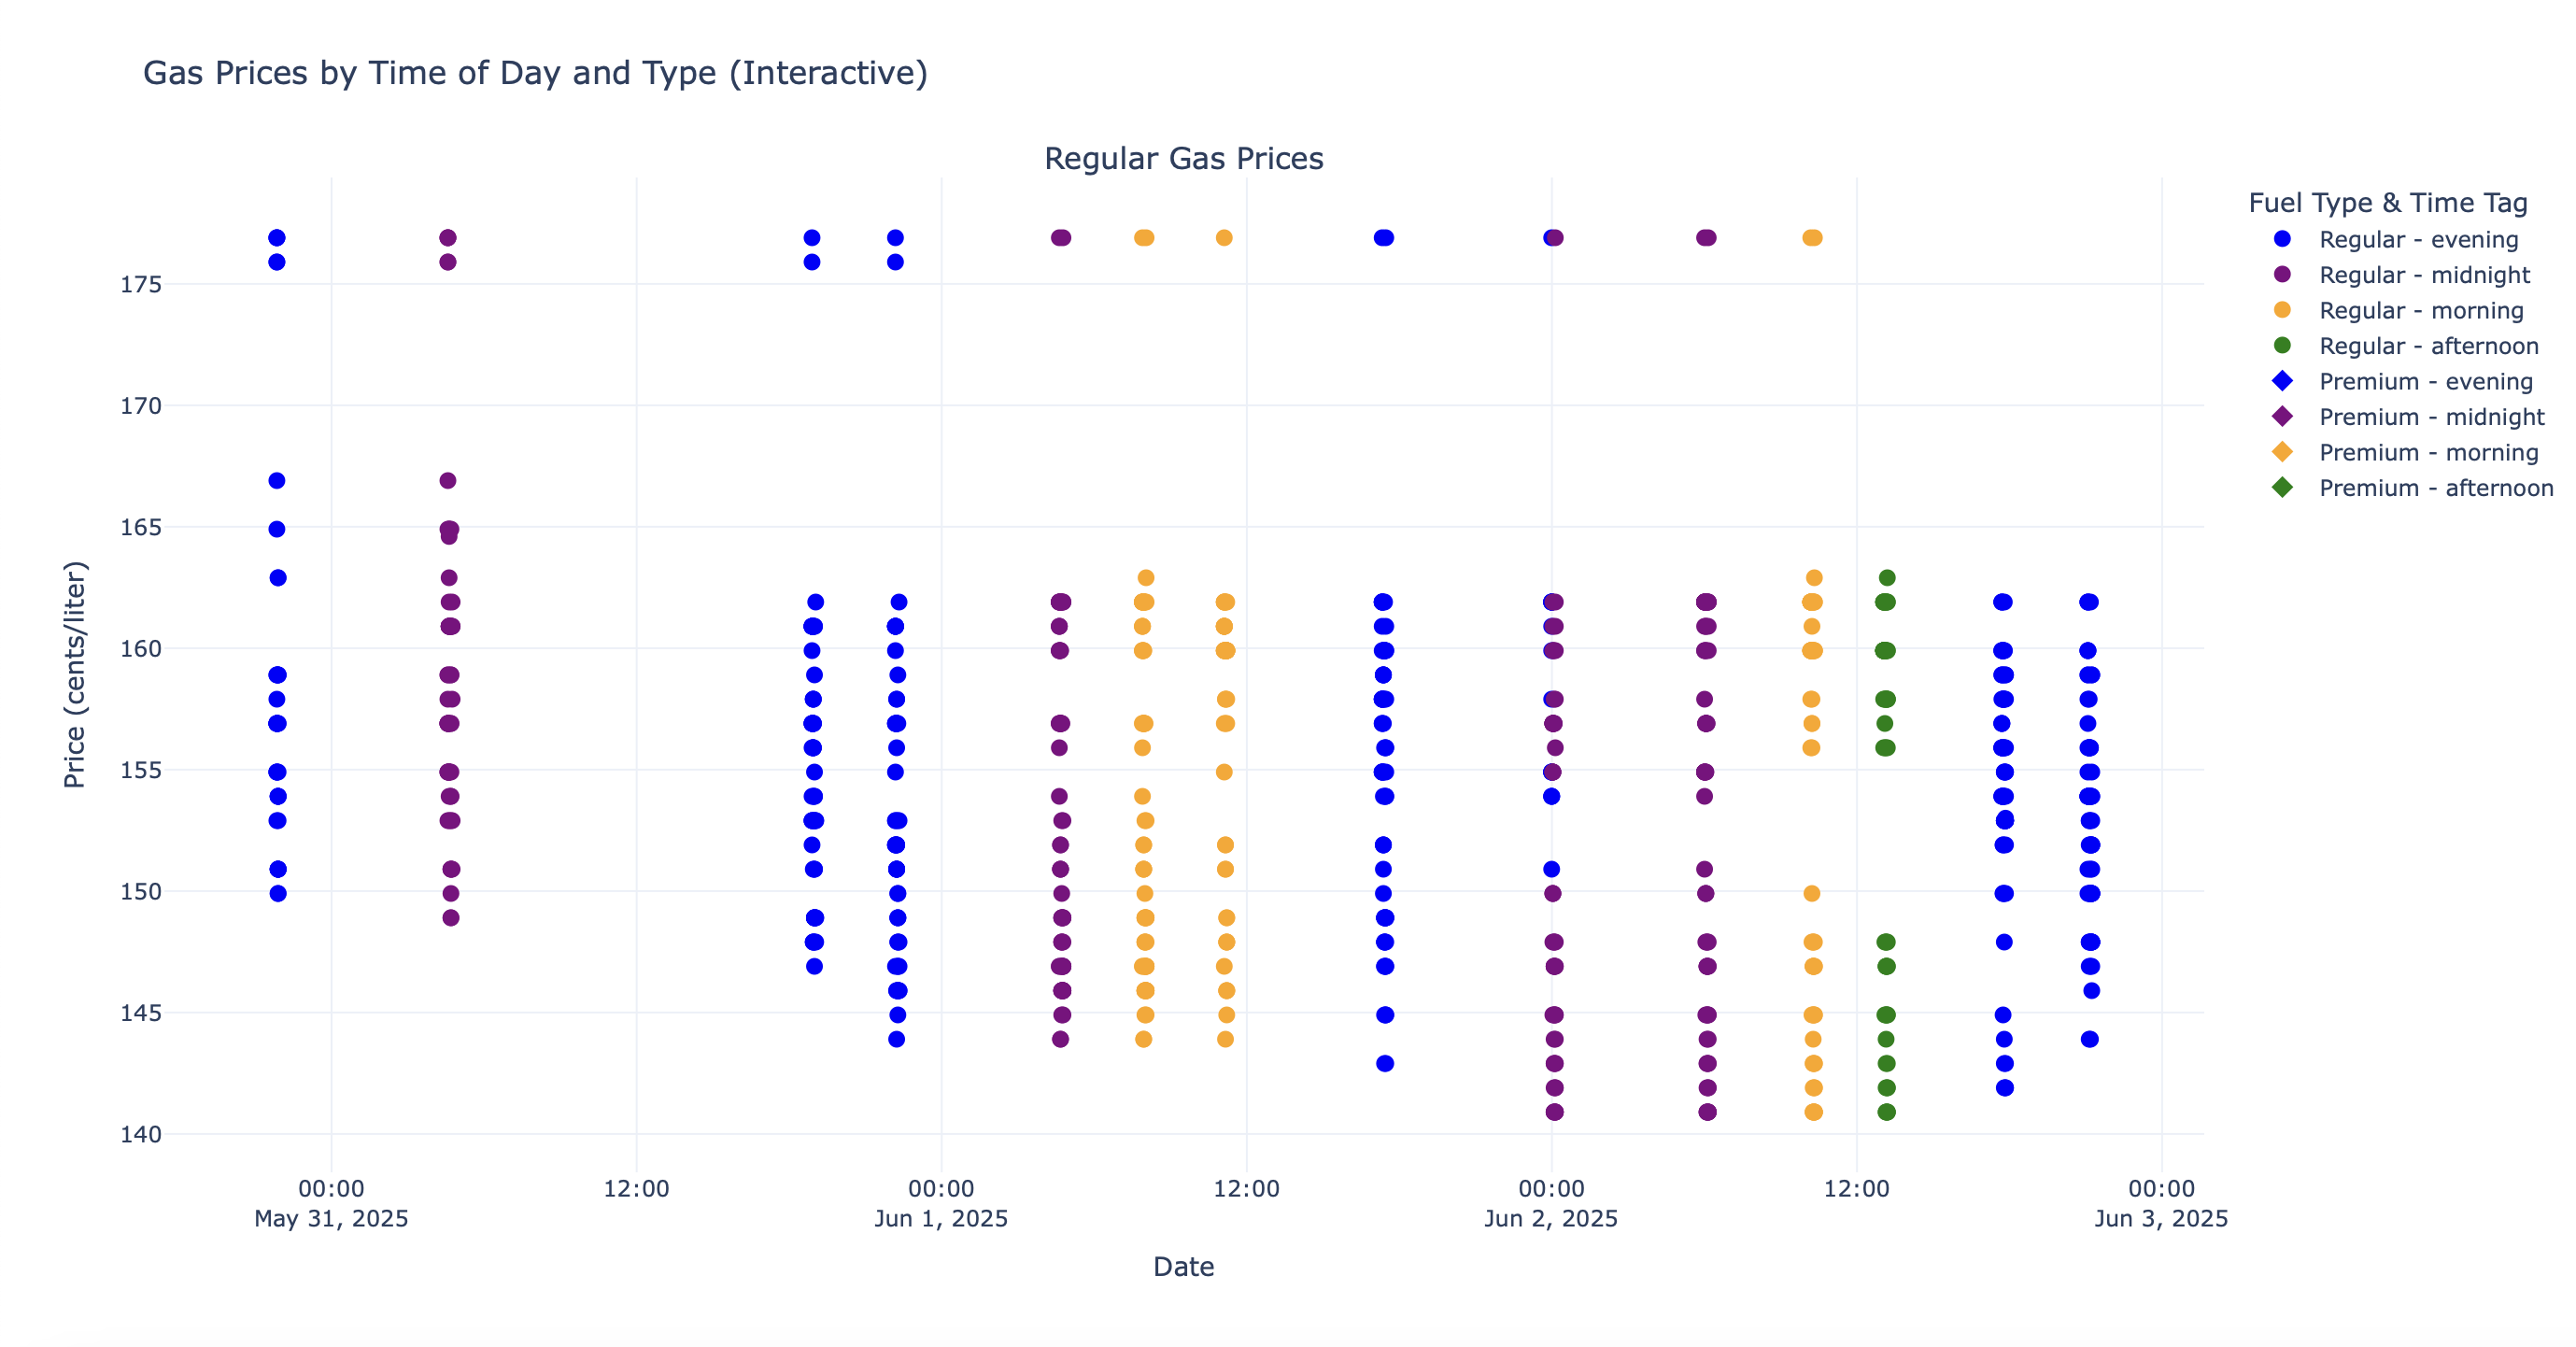 Gas Prices by Time of Day and Type (Interactive)
Regular Gas Prices
Fuel Type & Time Tag
Regular - evening
Regular - midnight
Regular - morning
Regular - afternoon
Premium - evening
Premium - midnight
Premium - morning
Premium - afternoon
Price (cents/liter)
175
170
165
160
155
150
145
140
00:00
May 31, 2025
12:00
00:00
Jun 1, 2025
12:00
00:00
Jun 2, 2025
12:00
00:00
Jun 3, 2025
Date